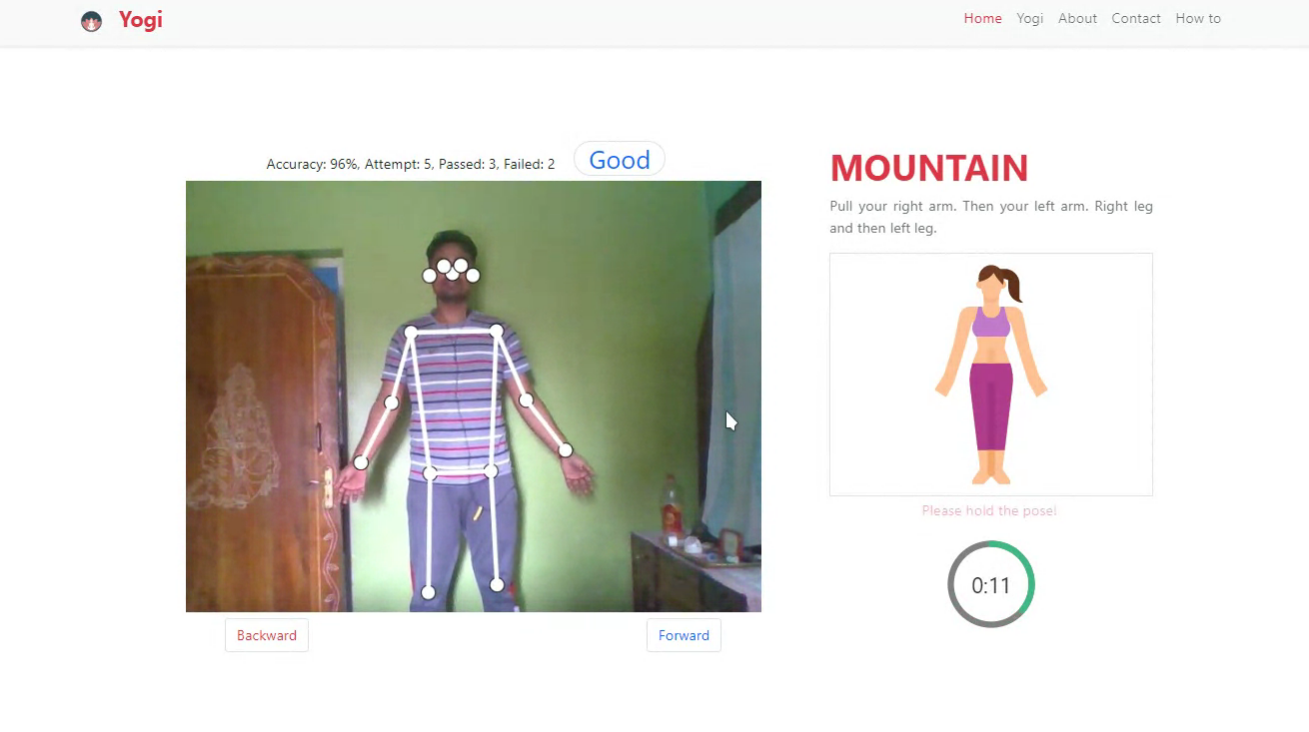 Yogi
Home Yogi About Contact How to
Accuracy: 96%, Attempt: 5, Passed: 3, Failed: 2
Good
MOUNTAIN
Pull your right arm. Then your left arm. Right leg
and then left leg.
Please hold the pose!
0:11
Backward
Forward